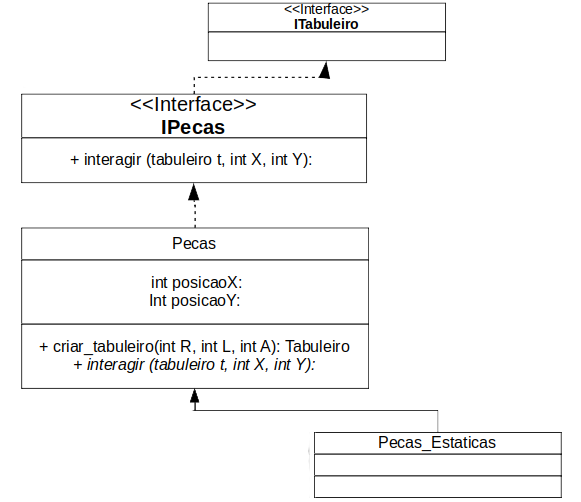 <<Interface>>
ITabuleiro
<<Interface>>
IPecas
+ interagir (tabuleiro t, int X, int Y):
Pecas
int posicaoX:
Int posicaoY:
+ criar_tabuleiro(int R, int L, int A): Tabuleiro
+ interagir (tabuleiro t, int X, int Y):
Pecas_Estaticas